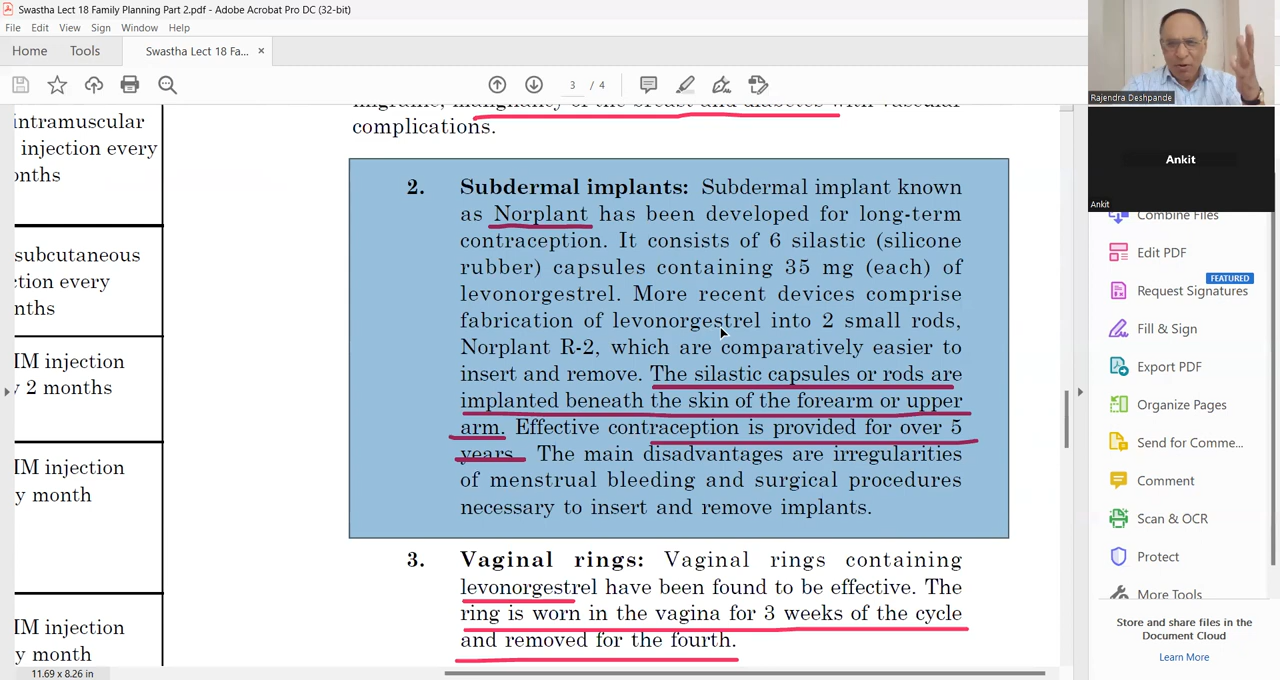 Swastha Lect 18 Family Planning Part 2.pdf - Adobe Acrobat Pro DC (32-bit)
File Edit View Sign Window Help
Home Tools Swastha Lect 18 Fa... ×
3 / 4
intramuscular
injection every
onths
subcutaneous
ction every
nths
IM injection
y 2 months
IM injection
y month
IM injection
y month
migraine, malignancy of the breast and diabetes with vascular
complications.
2. Subdermal implants: Subdermal implant known
as Norplant has been developed for long-term
contraception. It consists of 6 silastic (silicone
rubber) capsules containing 35 mg (each) of
levonorgestrel. More recent devices comprise
fabrication of levonorgestrel into 2 small rods,
Norplant R-2, which are comparatively easier to
insert and remove. The silastic capsules or rods are
implanted beneath the skin of the forearm or upper
arm. Effective contraception is provided for over 5
years. The main disadvantages are irregularities
of menstrual bleeding and surgical procedures
necessary to insert and remove implants.
3. Vaginal rings: Vaginal rings containing
levonorgestrel have been found to be effective. The
ring is worn in the vagina for 3 weeks of the cycle
and removed for the fourth.
11.69 x 8.26 in
Rajendra Deshpande
Ankit
Ankit
Combine Files
Edit PDF
FEATURED
Request Signatures
Fill & Sign
Export PDF
Organize Pages
Send for Comme...
Comment
Scan & OCR
Protect
More Tools
Store and share files in the
Document Cloud
Learn More